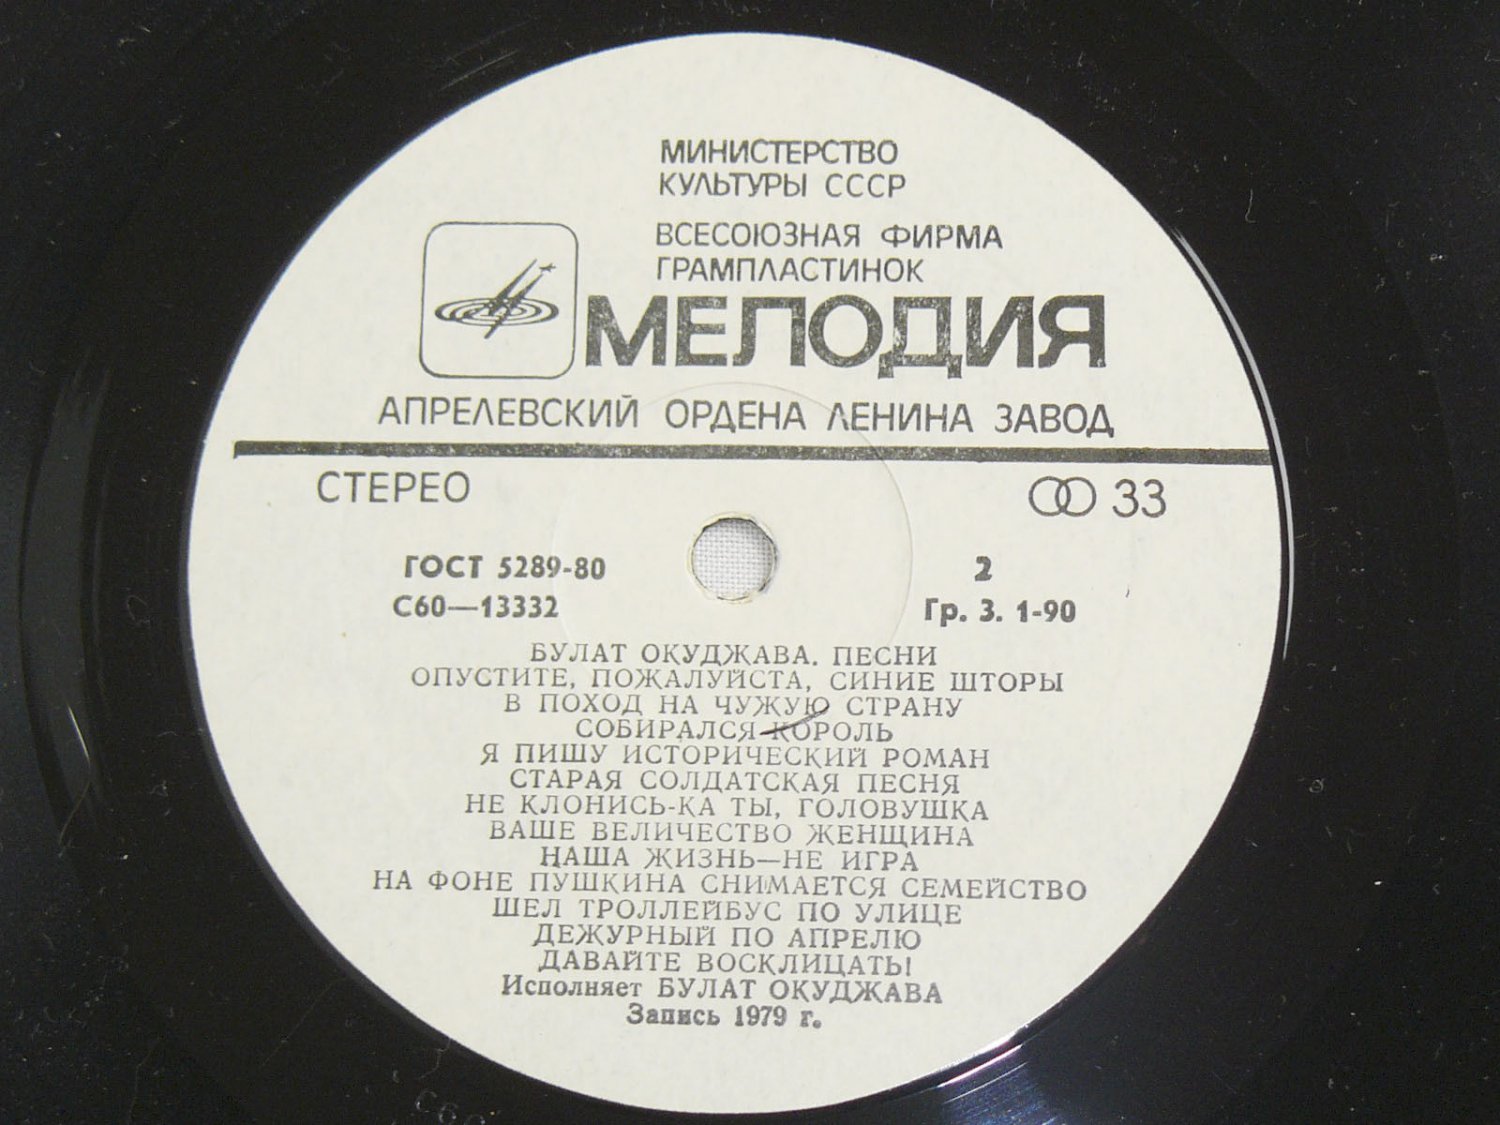 МИНИСТЕРСТВО
КУЛЬТУРЫ СССР
ВСЕСОЮЗНАЯ ФИРМА
ГРАМПЛАСТИНОК
МЕЛОДИЯ
АПРЕЛЕВСКИЙ ОРДЕНА ЛЕНИНА ЗАВОД
СТЕРЕО
33
ГОСТ 5289-80
2
С60—13332
Гр. 3. 1-90
БУЛАТ ОКУДЖАВА. ПЕСНИ
ОПУСТИТЕ, ПОЖАЛУЙСТА, СИНИЕ ШТОРЫ
В ПОХОД НА ЧУЖУЮ СТРАНУ
СОБИРАЛСЯ КОРОЛЬ
Я ПИШУ ИСТОРИЧЕСКИЙ РОМАН
СТАРАЯ СОЛДАТСКАЯ ПЕСНЯ
НЕ КЛОНИСЬ-КА ТЫ, ГОЛОВУШКА
ВАШЕ ВЕЛИЧЕСТВО ЖЕНЩИНА
НАША ЖИЗНЬ—НЕ ИГРА
НА ФОНЕ ПУШКИНА СНИМАЕТСЯ СЕМЕЙСТВО
ШЕЛ ТРОЛЛЕЙБУС ПО УЛИЦЕ
ДЕЖУРНЫЙ ПО АПРЕЛЮ
ДАВАЙТЕ ВОСКЛИЦАТЬ!
Исполняет БУЛАТ ОКУДЖАВА
Запись 1979 г.